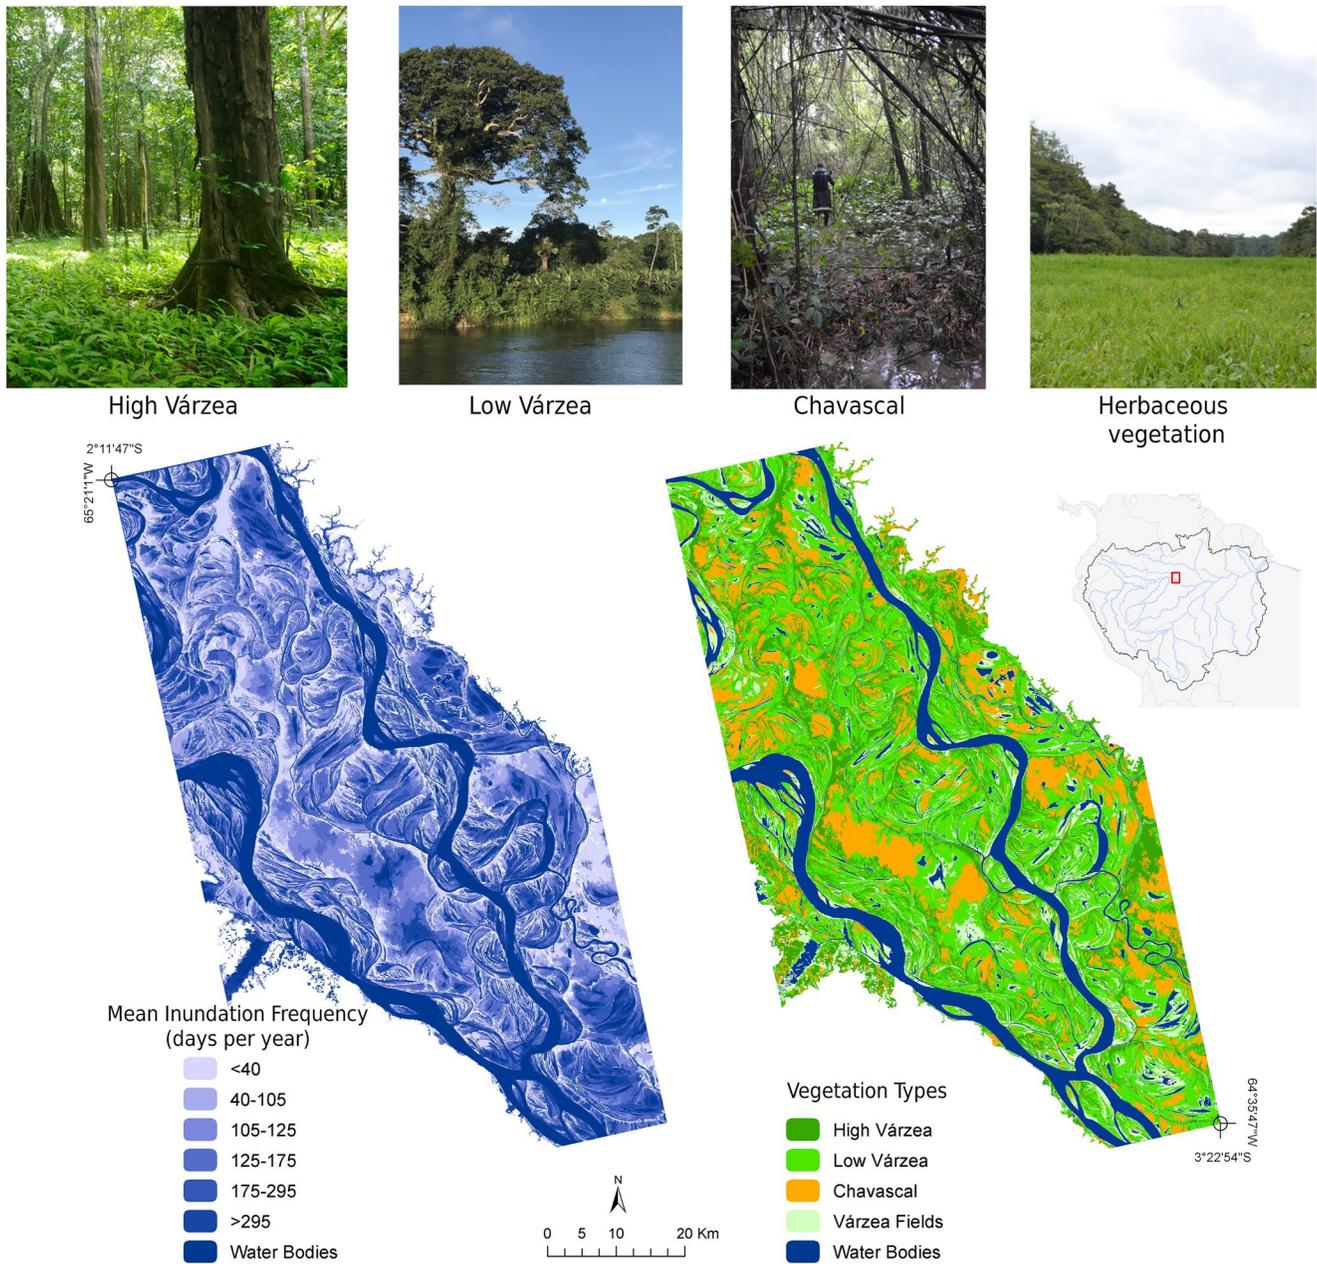 High Várzea
Low Várzea
Chavascal
Herbaceous
vegetation
2°11'47"S
65°21'1"W
Mean Inundation Frequency
(days per year)
<40
40-105
105-125
125-175
175-295
>295
Water Bodies
N
0 5 10 20 Km
Vegetation Types
High Várzea
Low Várzea
Chavascal
Várzea Fields
Water Bodies
64°35'47"W
3°22'54"S